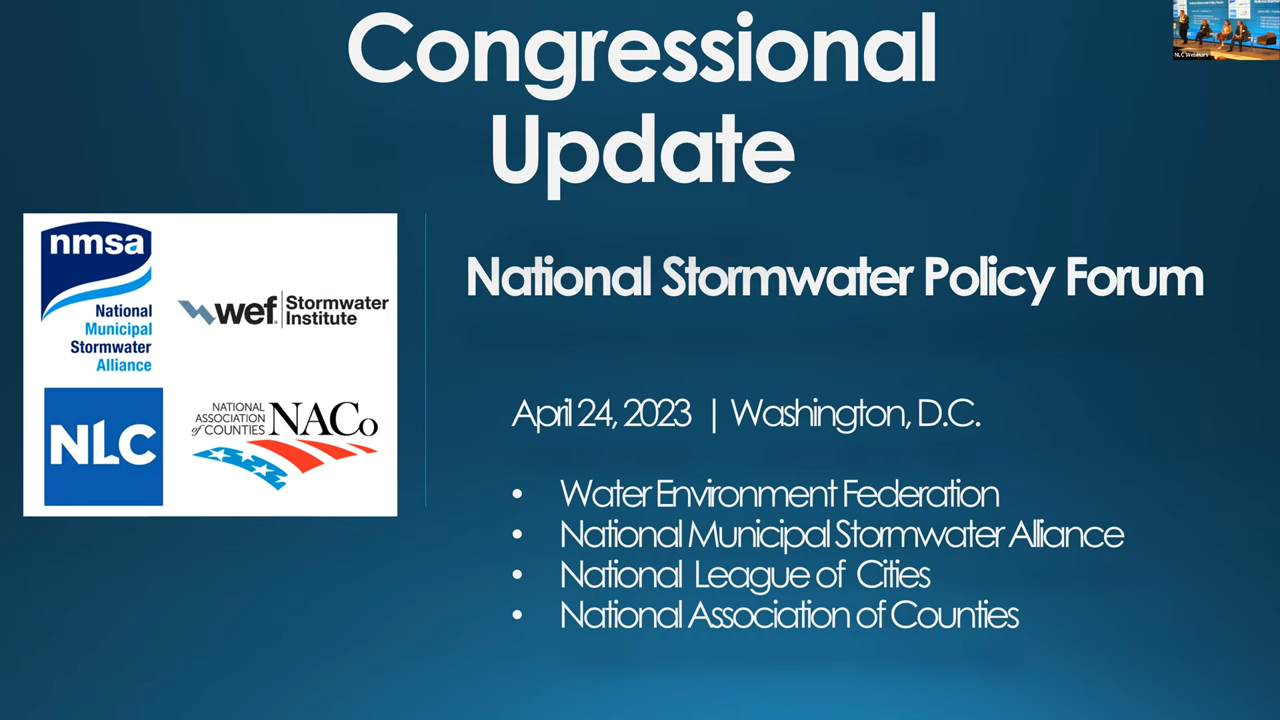 Congressional
Update
NLC Webinars
nmsa
National
Municipal
Stormwater
Alliance
wef Stormwater
Institute
NLC
NATIONAL
ASSOCIATION
of COUNTIES NACo
National Stormwater Policy Forum
April 24, 2023 | Washington, D.C.
• Water Environment Federation
• National Municipal Stormwater Alliance
• National League of Cities
• National Association of Counties